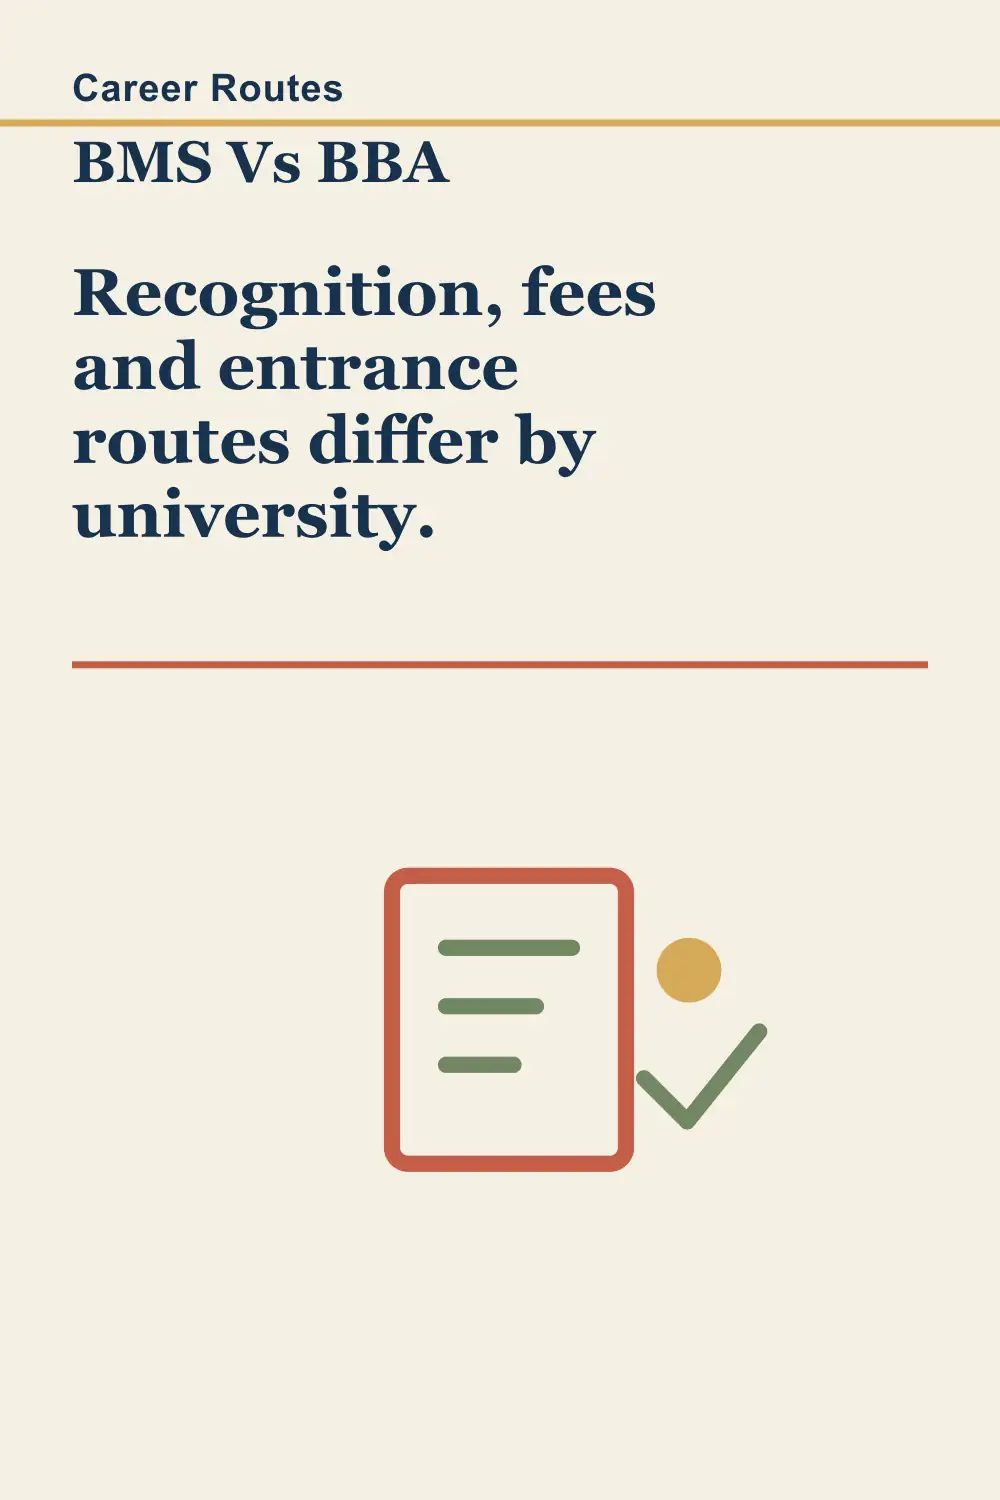 Career Routes
BMS Vs BBA
Recognition, fees
and entrance
routes differ by
university.